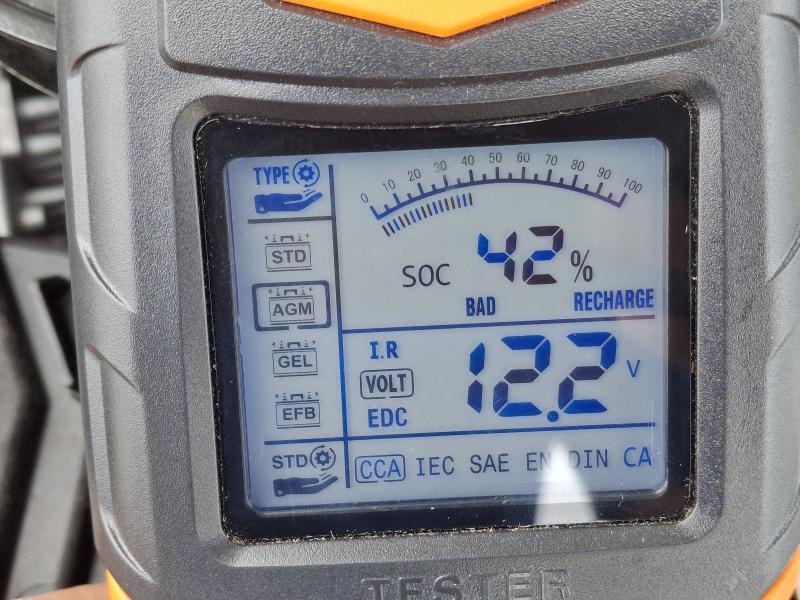 TYPE
0 10 20 30 40 50 60 70 80 90 100
STD
SOC 42 %
AGM
BAD RECHARGE
GEL
I.R
VOLT 12.2 V
EFB
EDC
STD
CCA IEC SAE EN DIN CA
TESTER